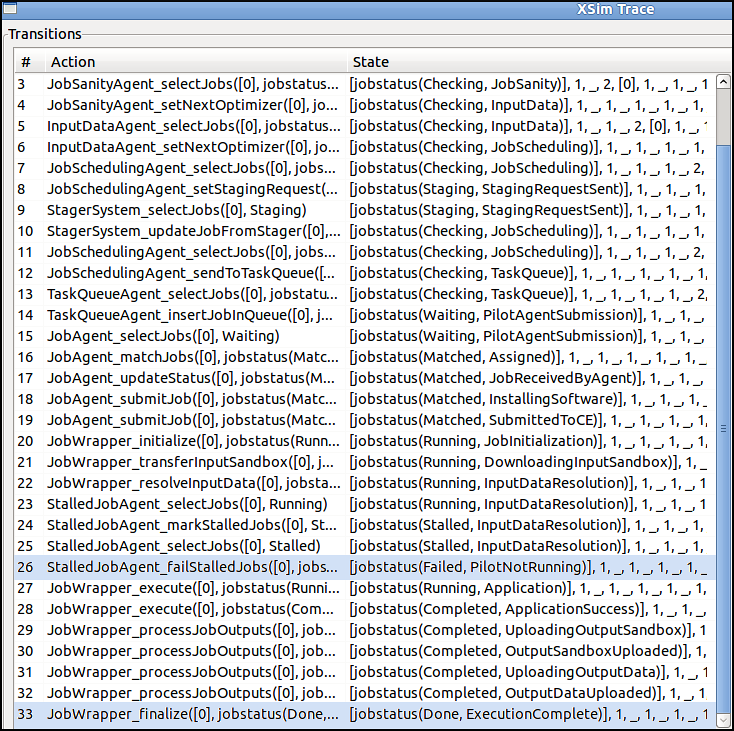 XSim Trace
Transitions
# Action State
3 JobSanityAgent_selectJobs([0], jobstatus... [jobstatus(Checking, JobSanity)], 1, _, 2, [0], 1, _, 1, _, 1
4 JobSanityAgent_setNextOptimizer([0], jo... [jobstatus(Checking, InputData)], 1, _, 1, _, 1, _, 1, _, 1,
5 InputDataAgent_selectJobs([0], jobstatus... [jobstatus(Checking, InputData)], 1, _, 1, _, 2, [0], 1, _, 1
6 InputDataAgent_setNextOptimizer([0], jo... [jobstatus(Checking, JobScheduling)], 1, _, 1, _, 1, _, 1,
7 JobSchedulingAgent_selectJobs([0], jobs... [jobstatus(Checking, JobScheduling)], 1, _, 1, _, 1, _, 2,
8 JobSchedulingAgent_setStagingRequest(... [jobstatus(Staging, StagingRequestSent)], 1, _, 1, _, 1,
9 StagerSystem_selectJobs([0], Staging) [jobstatus(Staging, StagingRequestSent)], 1, _, 1, _, 1,
10 StagerSystem_updateJobFromStager([0],... [jobstatus(Checking, JobScheduling)], 1, _, 1, _, 1, _, 1,
11 JobSchedulingAgent_selectJobs([0], jobs... [jobstatus(Checking, JobScheduling)], 1, _, 1, _, 1, _, 2,
12 JobSchedulingAgent_sendToTaskQueue([... [jobstatus(Checking, TaskQueue)], 1, _, 1, _, 1, _, 1, _, 1
13 TaskQueueAgent_selectJobs([0], jobstatu... [jobstatus(Checking, TaskQueue)], 1, _, 1, _, 1, _, 1, _, 2,
14 TaskQueueAgent_insertJobInQueue([0], j... [jobstatus(Waiting, PilotAgentSubmission)], 1, _, 1, _, 1,
15 JobAgent_selectJobs([0], Waiting) [jobstatus(Waiting, PilotAgentSubmission)], 1, _, 1, _, 1,
16 JobAgent_matchJobs([0], jobstatus(Matc... [jobstatus(Matched, Assigned)], 1, _, 1, _, 1, _, 1, _, 1, _
17 JobAgent_updateStatus([0], jobstatus(M... [jobstatus(Matched, JobReceivedByAgent)], 1, _, 1, _, 1,
18 JobAgent_submitJob([0], jobstatus(Matc... [jobstatus(Matched, InstallingSoftware)], 1, _, 1, _, 1, _,
19 JobAgent_submitJob([0], jobstatus(Matc... [jobstatus(Matched, SubmittedToCE)], 1, _, 1, _, 1, _, 1,
20 JobWrapper_initialize([0], jobstatus(Runn... [jobstatus(Running, JobInitialization)], 1, _, 1, _, 1, _, 1,
21 JobWrapper_transferInputSandbox([0], j... [jobstatus(Running, DownloadingInputSandbox)], 1, _,
22 JobWrapper_resolveInputData([0], jobsta... [jobstatus(Running, InputDataResolution)], 1, _, 1, _, 1,
23 StalledJobAgent_selectJobs([0], Running) [jobstatus(Running, InputDataResolution)], 1, _, 1, _, 1,
24 StalledJobAgent_markStalledJobs([0], St... [jobstatus(Stalled, InputDataResolution)], 1, _, 1, _, 1, _,
25 StalledJobAgent_selectJobs([0], Stalled) [jobstatus(Stalled, InputDataResolution)], 1, _, 1, _, 1, _,
26 StalledJobAgent_failStalledJobs([0], jobs... [jobstatus(Failed, PilotNotRunning)], 1, _, 1, _, 1, _, 1, _
27 JobWrapper_execute([0], jobstatus(Runni... [jobstatus(Running, Application)], 1, _, 1, _, 1, _, 1, _, 1,
28 JobWrapper_execute([0], jobstatus(Com... [jobstatus(Completed, ApplicationSuccess)], 1, _, 1, _, 1
29 JobWrapper_processJobOutputs([0], job... [jobstatus(Completed, UploadingOutputSandbox)], 1, _
30 JobWrapper_processJobOutputs([0], job... [jobstatus(Completed, OutputSandboxUploaded)], 1, _,
31 JobWrapper_processJobOutputs([0], job... [jobstatus(Completed, UploadingOutputData)], 1, _, 1,
32 JobWrapper_processJobOutputs([0], job... [jobstatus(Completed, OutputDataUploaded)], 1, _, 1, _
33 JobWrapper_finalize([0], jobstatus(Done,... [jobstatus(Done, ExecutionComplete)], 1, _, 1, _, 1, _, 1